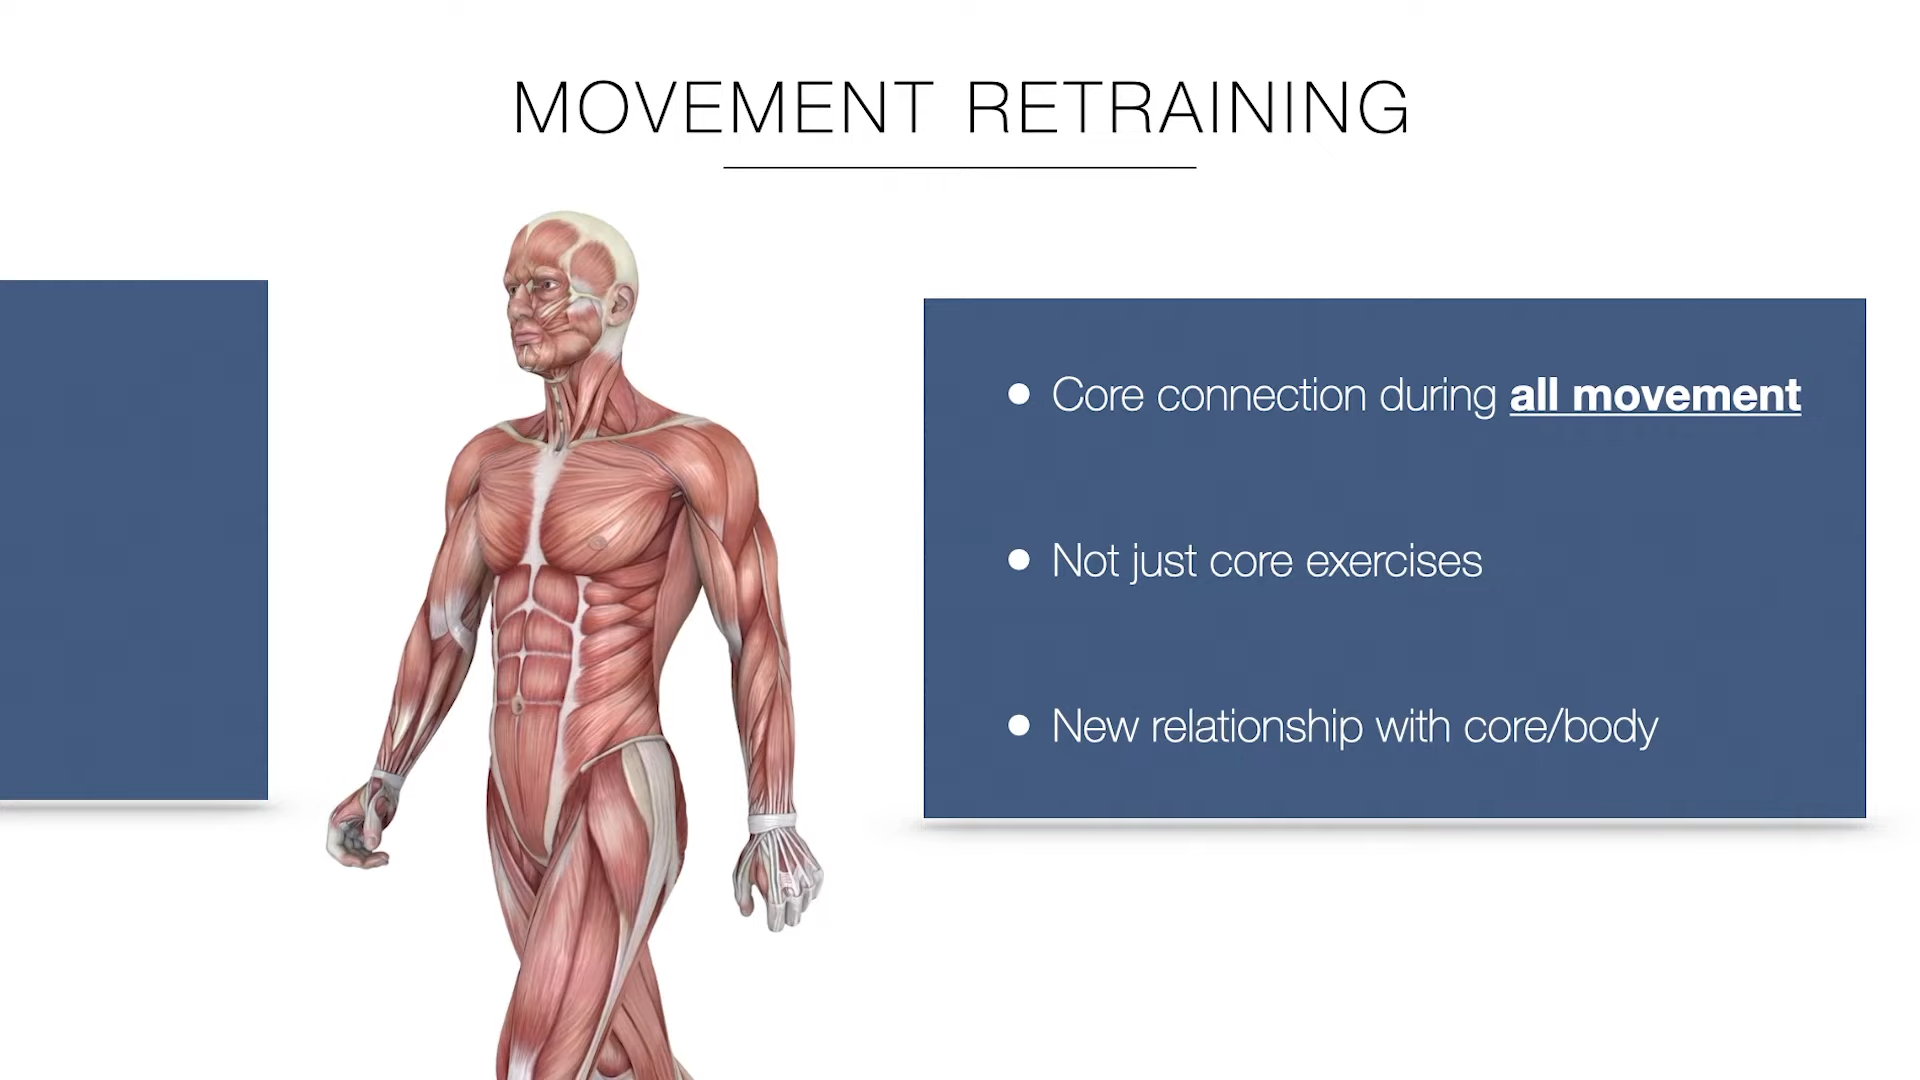 MOVEMENT RETRAINING
• Core connection during all movement
• Not just core exercises
• New relationship with core/body